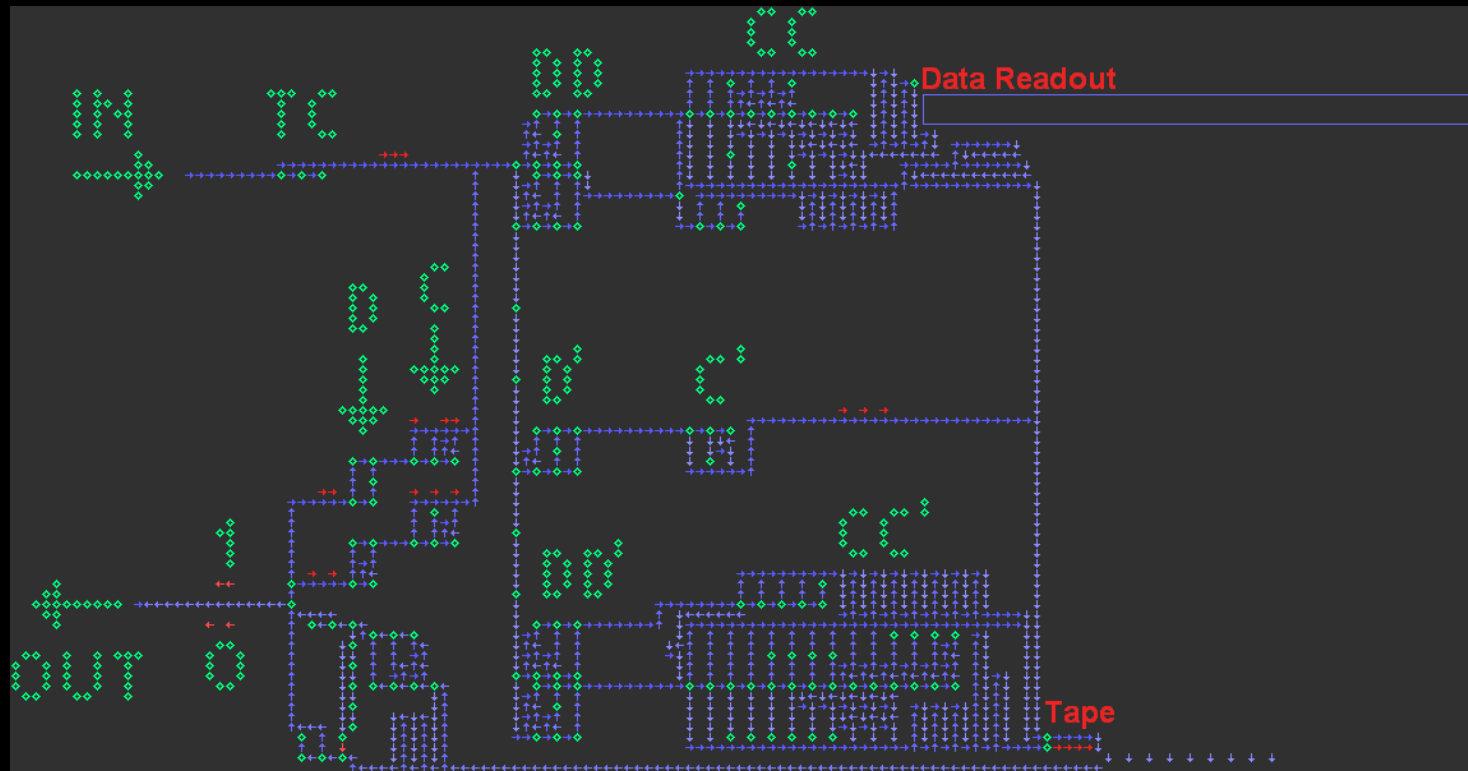 CC
DD
Data Readout
IN
TC
C
D
D'
C'
CC'
1
DD'
OUT
0
Tape